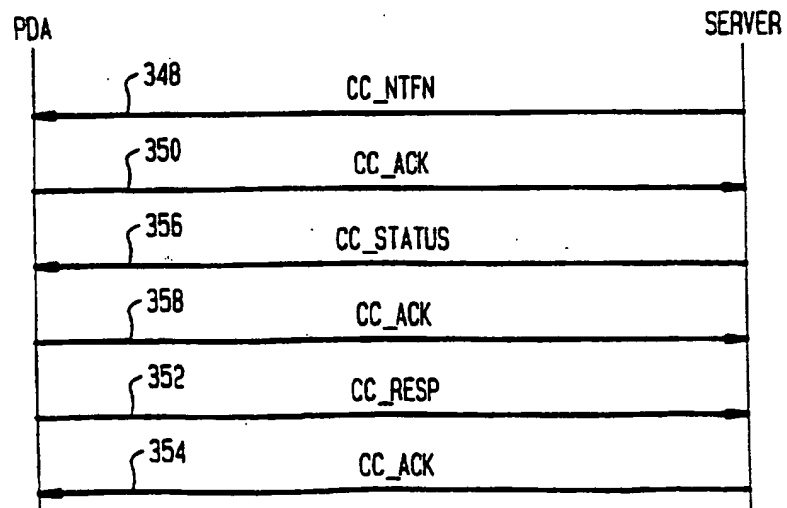 PDA SERVER
348 CC_NTFN
350 CC_ACK
356 CC_STATUS
358 CC_ACK
352 CC_RESP
354 CC_ACK